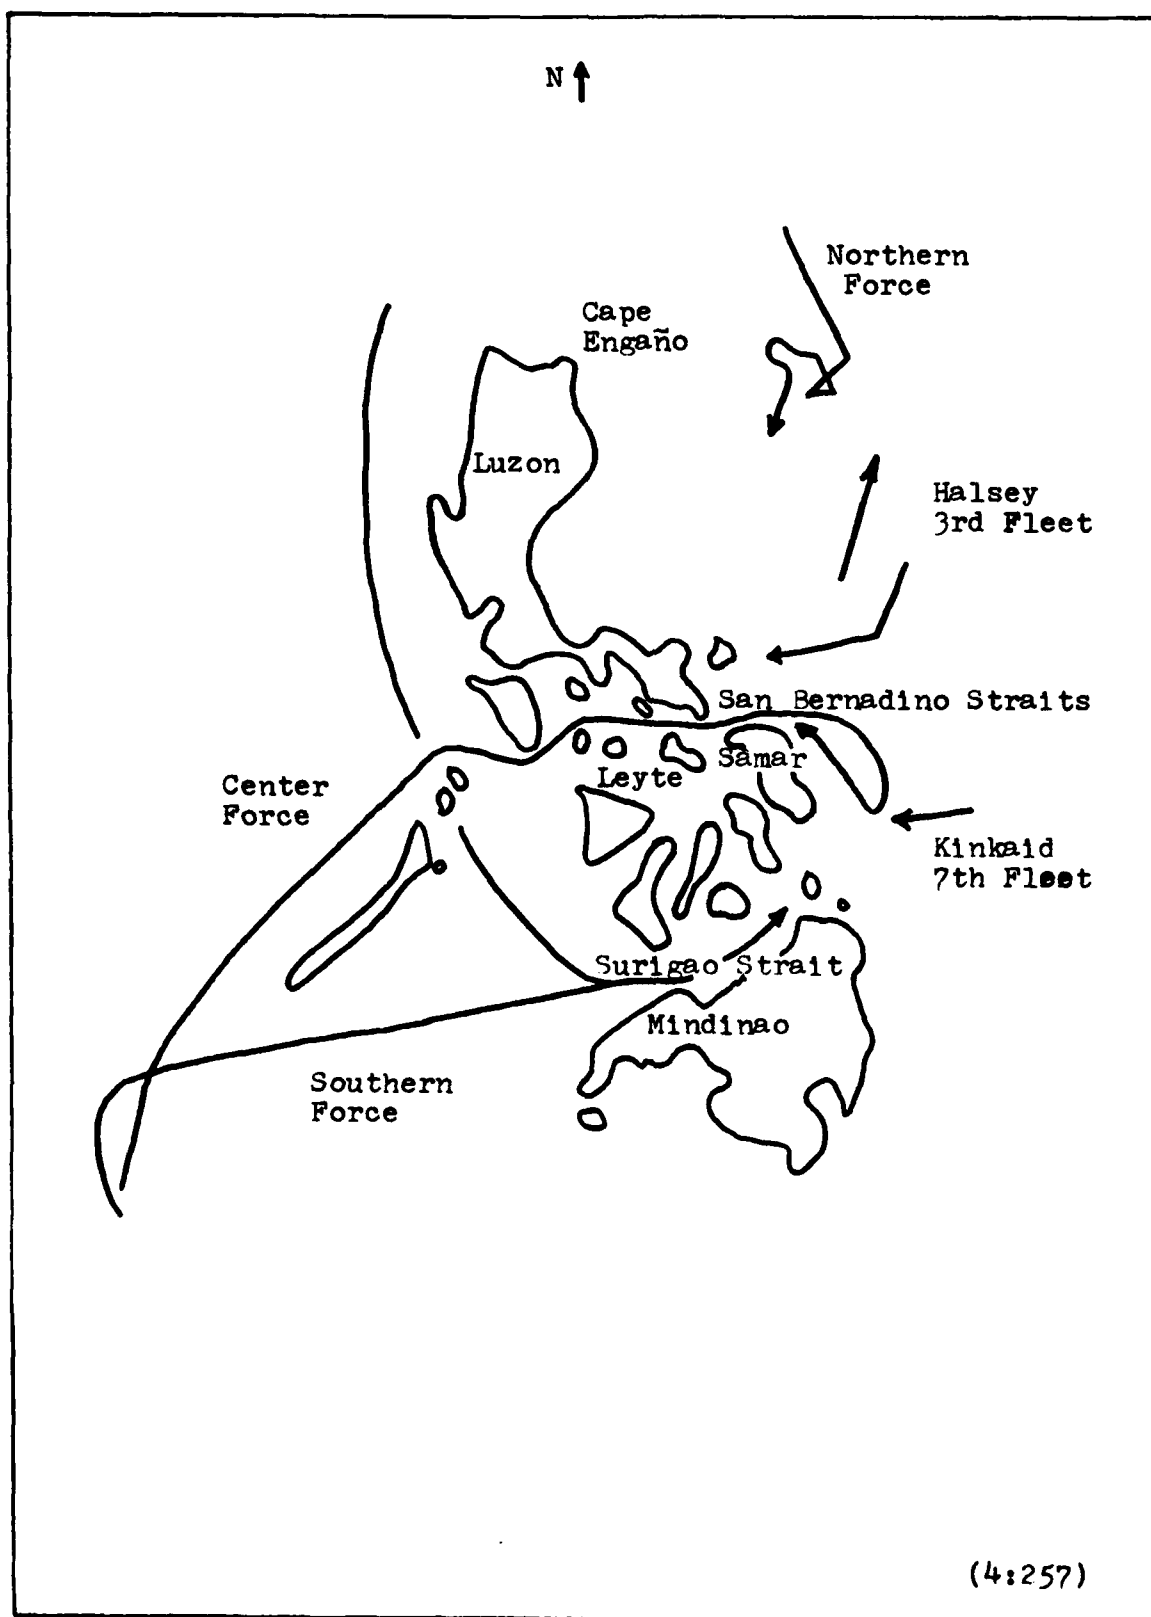 N
Northern
Force
Cape
Engaño
Luzon
Halsey
3rd Fleet
San Bernadino Straits
Samar
Leyte
Center
Force
Kinkaid
7th Fleet
Surigao Strait
Mindinao
Southern
Force
(4:257)